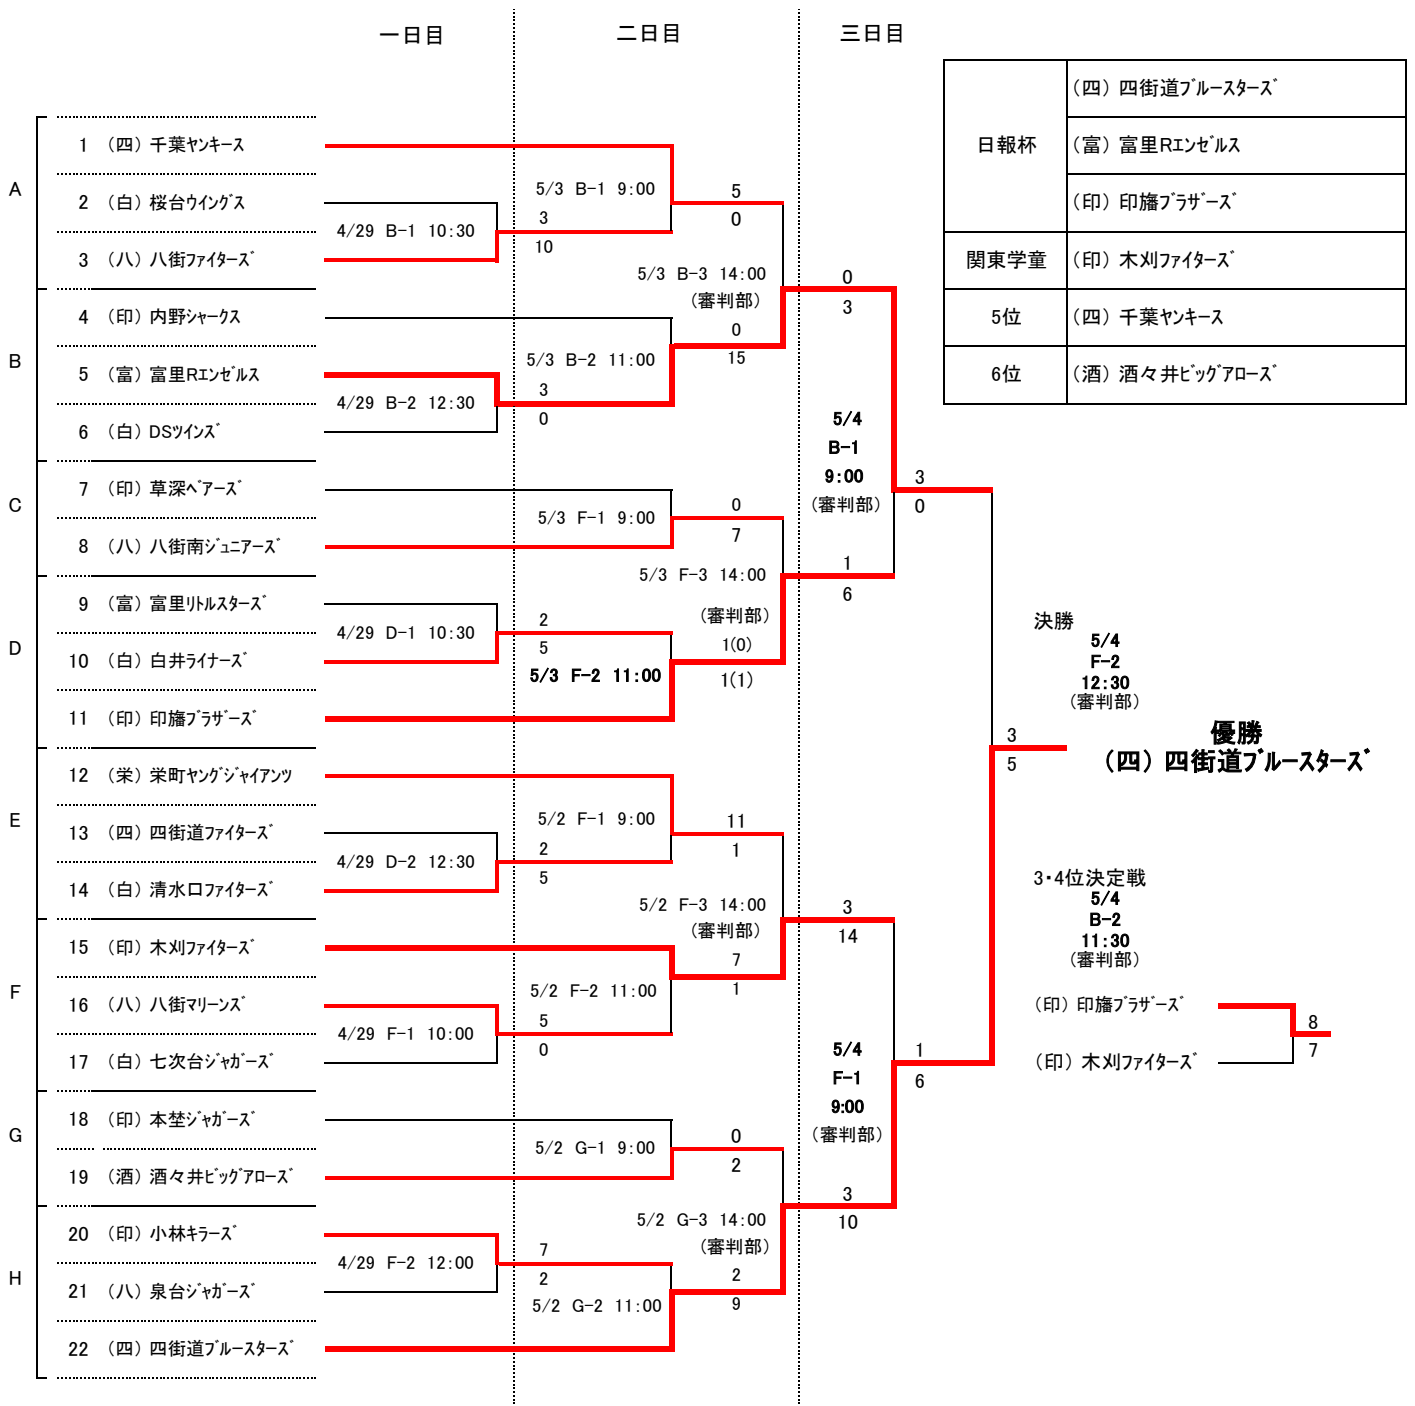 一日目
二日目
三日目
日報杯
（四） 四街道ﾌﾞﾙｰｽﾀｰｽﾞ
（富） 富里Rｴﾝｾﾞﾙｽ
（印） 印旛ﾌﾞﾗｻﾞｰｽﾞ
関東学童 （印） 木刈ﾌｧｲﾀｰｽﾞ
5位 （四） 千葉ﾔﾝｷｰｽ
6位 （酒） 酒々井ﾋﾞｯｸﾞｱﾛｰｽﾞ
A
1 （四） 千葉ﾔﾝｷｰｽ
2 （白） 桜台ｳｲﾝｸﾞｽ
3 （八） 八街ﾌｧｲﾀｰｽﾞ
B
4 （印） 内野ｼｬｰｸｽ
5 （富） 富里Rｴﾝｾﾞﾙｽ
6 （白） DSﾂｲﾝｽﾞ
C
7 （印） 草深ﾍﾞｱｰｽﾞ
8 （八） 八街南ｼﾞｭﾆｱｰｽﾞ
D
9 （富） 富里ﾘﾄﾙｽﾀｰｽﾞ
10 （白） 白井ﾗｲﾅｰｽﾞ
11 （印） 印旛ﾌﾞﾗｻﾞｰｽﾞ
E
12 （栄） 栄町ﾔﾝｸﾞｼﾞｬｲｱﾝﾂ
13 （四） 四街道ﾌｧｲﾀｰｽﾞ
14 （白） 清水口ﾌｧｲﾀｰｽﾞ
F
15 （印） 木刈ﾌｧｲﾀｰｽﾞ
16 （八） 八街ﾏﾘｰﾝｽﾞ
17 （白） 七次台ｼﾞｬｶﾞｰｽﾞ
G
18 （印） 本埜ｼﾞｬｶﾞｰｽﾞ
19 （酒） 酒々井ﾋﾞｯｸﾞｱﾛｰｽﾞ
H
20 （印） 小林ｷﾗｰｽﾞ
21 （八） 泉台ｼﾞｬｶﾞｰｽﾞ
22 （四） 四街道ﾌﾞﾙｰｽﾀｰｽﾞ
4/29 B-1 10:30
4/29 B-2 12:30
4/29 D-1 10:30
4/29 D-2 12:30
4/29 F-1 10:00
4/29 F-2 12:00
5/3 B-1 9:00
3
10
5/3 B-2 11:00
3
0
5/3 F-1 9:00
2
5
5/3 F-2 11:00
5/2 F-1 9:00
2
5
5/2 F-2 11:00
5
0
5/2 G-1 9:00
7
2
5/2 G-2 11:00
5
0
5/3 B-3 14:00
（審判部）
0
15
0
7
5/3 F-3 14:00
（審判部）
1(0)
1(1)
11
1
5/2 F-3 14:00
（審判部）
7
1
0
2
5/2 G-3 14:00
（審判部）
2
9
0
3
5/4
B-1
9:00
（審判部）
1
6
3
14
5/4
F-1
9:00
（審判部）
3
10
3
0
1
6
決勝
5/4
F-2
12:30
（審判部）
3
5
優勝
（四） 四街道ﾌﾞﾙｰｽﾀｰｽﾞ
3・4位決定戦
5/4
B-2
11:30
（審判部）
（印） 印旛ﾌﾞﾗｻﾞｰｽﾞ
（印） 木刈ﾌｧｲﾀｰｽﾞ
8
7